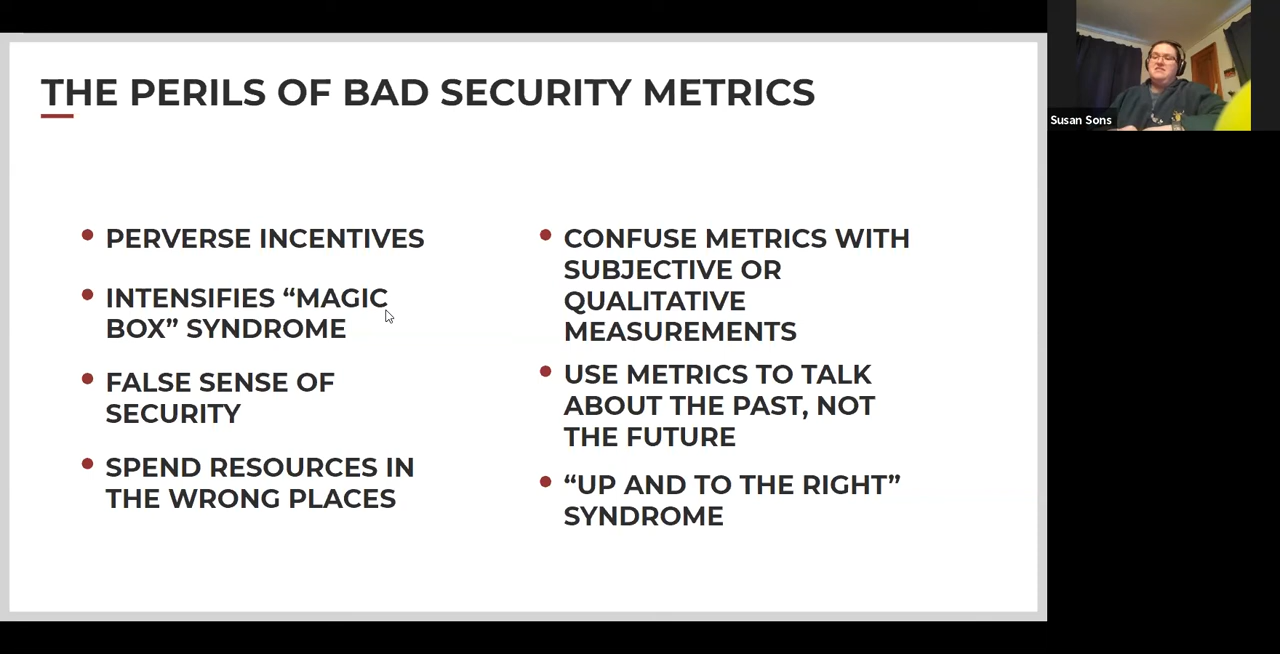 THE PERILS OF BAD SECURITY METRICS
PERVERSE INCENTIVES
INTENSIFIES “MAGIC
BOX” SYNDROME
FALSE SENSE OF
SECURITY
SPEND RESOURCES IN
THE WRONG PLACES
CONFUSE METRICS WITH
SUBJECTIVE OR
QUALITATIVE
MEASUREMENTS
USE METRICS TO TALK
ABOUT THE PAST, NOT
THE FUTURE
“UP AND TO THE RIGHT”
SYNDROME
Susan Sons